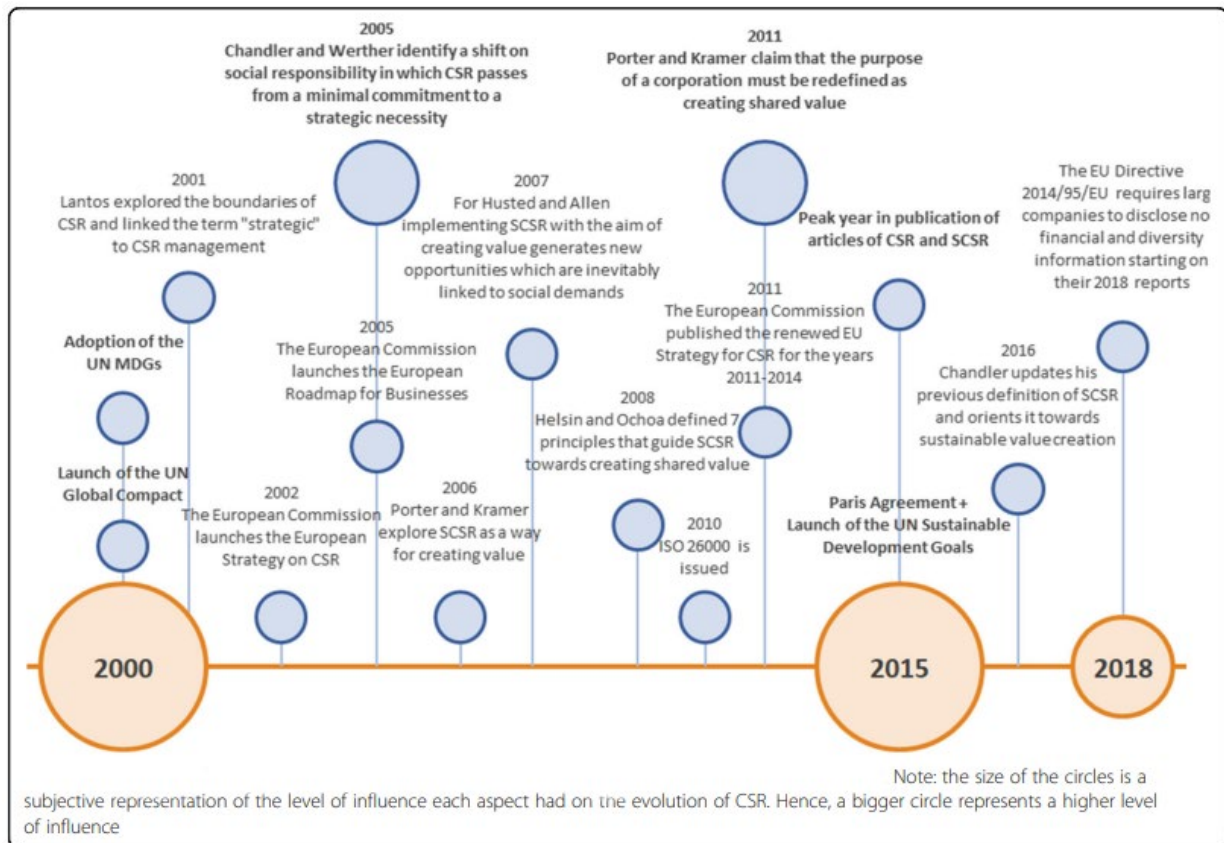 2005
Chandler and Werther identify a shift on
social responsibility in which CSR passes
from a minimal commitment to a
strategic necessity
2011
Porter and Kramer claim that the purpose
of a corporation must be redefined as
creating shared value
2001
Lantos explored the boundaries of
CSR and linked the term "strategic"
to CSR management
2007
For Husted and Allen
implementing SCSR with the aim of
creating value generates new
opportunities which are inevitably
linked to social demands
Peak year in publication of
articles of CSR and SCSR
The EU Directive
2014/95/EU requires larg
companies to disclose no
financial and diversity
information starting on
their 2018 reports
Adoption of the
UN MDGs
2005
The European Commission
launches the European
Roadmap for Businesses
2011
The European Commission
published the renewed EU
Strategy for CSR for the years
2011-2014
2016
Chandler updates his
previous definition of SCSR
and orients it towards
sustainable value creation
2008
Helsin and Ochoa defined 7
principles that guide SCSR
towards creating shared value
Launch of the UN
Global Compact
2002
The European Commission
launches the European
Strategy on CSR
2006
Porter and Kramer
explore SCSR as a way
for creating value
2010
ISO 26000 is
issued
Paris Agreement +
Launch of the UN Sustainable
Development Goals
2000
2015
2018
Note: the size of the circles is a
subjective representation of the level of influence each aspect had on the evolution of CSR. Hence, a bigger circle represents a higher level
of influence